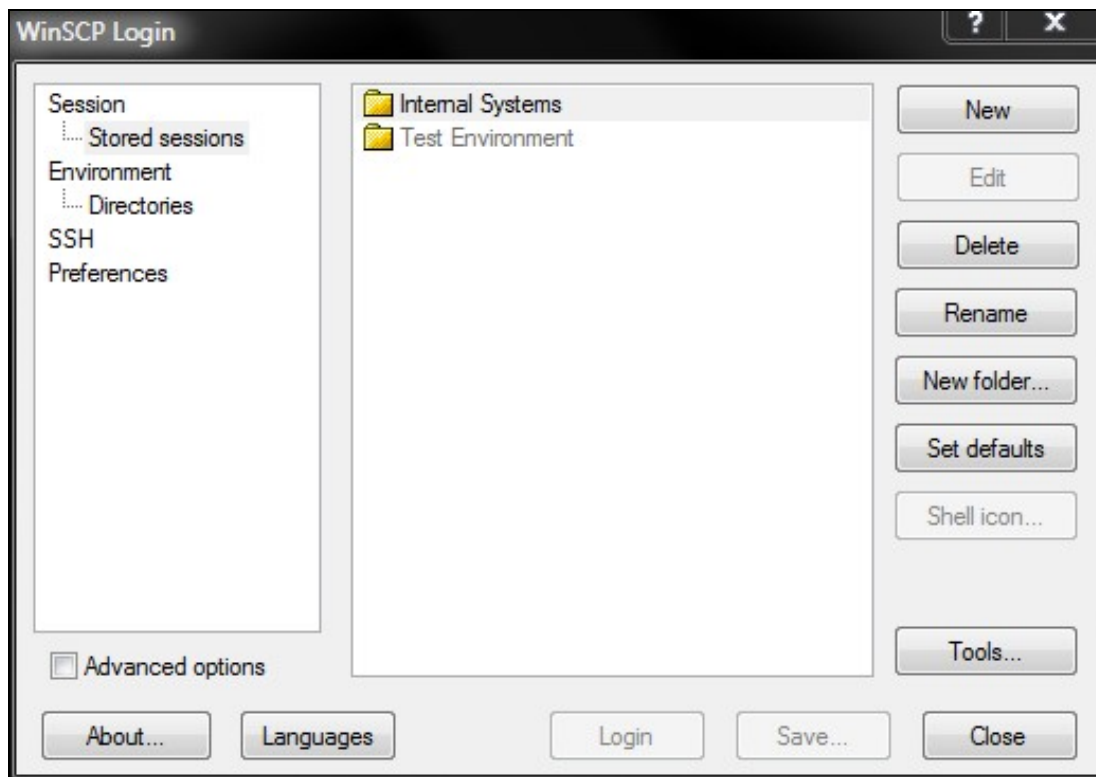 WinSCP Login
? X
Session
Stored sessions
Environment
Directories
SSH
Preferences
Advanced options
Internal Systems
Test Environment
New
Edit
Delete
Rename
New folder...
Set defaults
Shell icon...
Tools...
About...
Languages
Login
Save...
Close